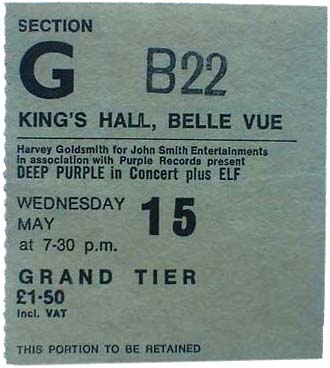 SECTION
G B22
KING'S HALL, BELLE VUE
Harvey Goldsmith for John Smith Entertainments
in association with Purple Records present
DEEP PURPLE in Concert plus ELF
WEDNESDAY 15
MAY
at 7-30 p.m.
GRAND TIER
£1·50
Incl. VAT
THIS PORTION TO BE RETAINED